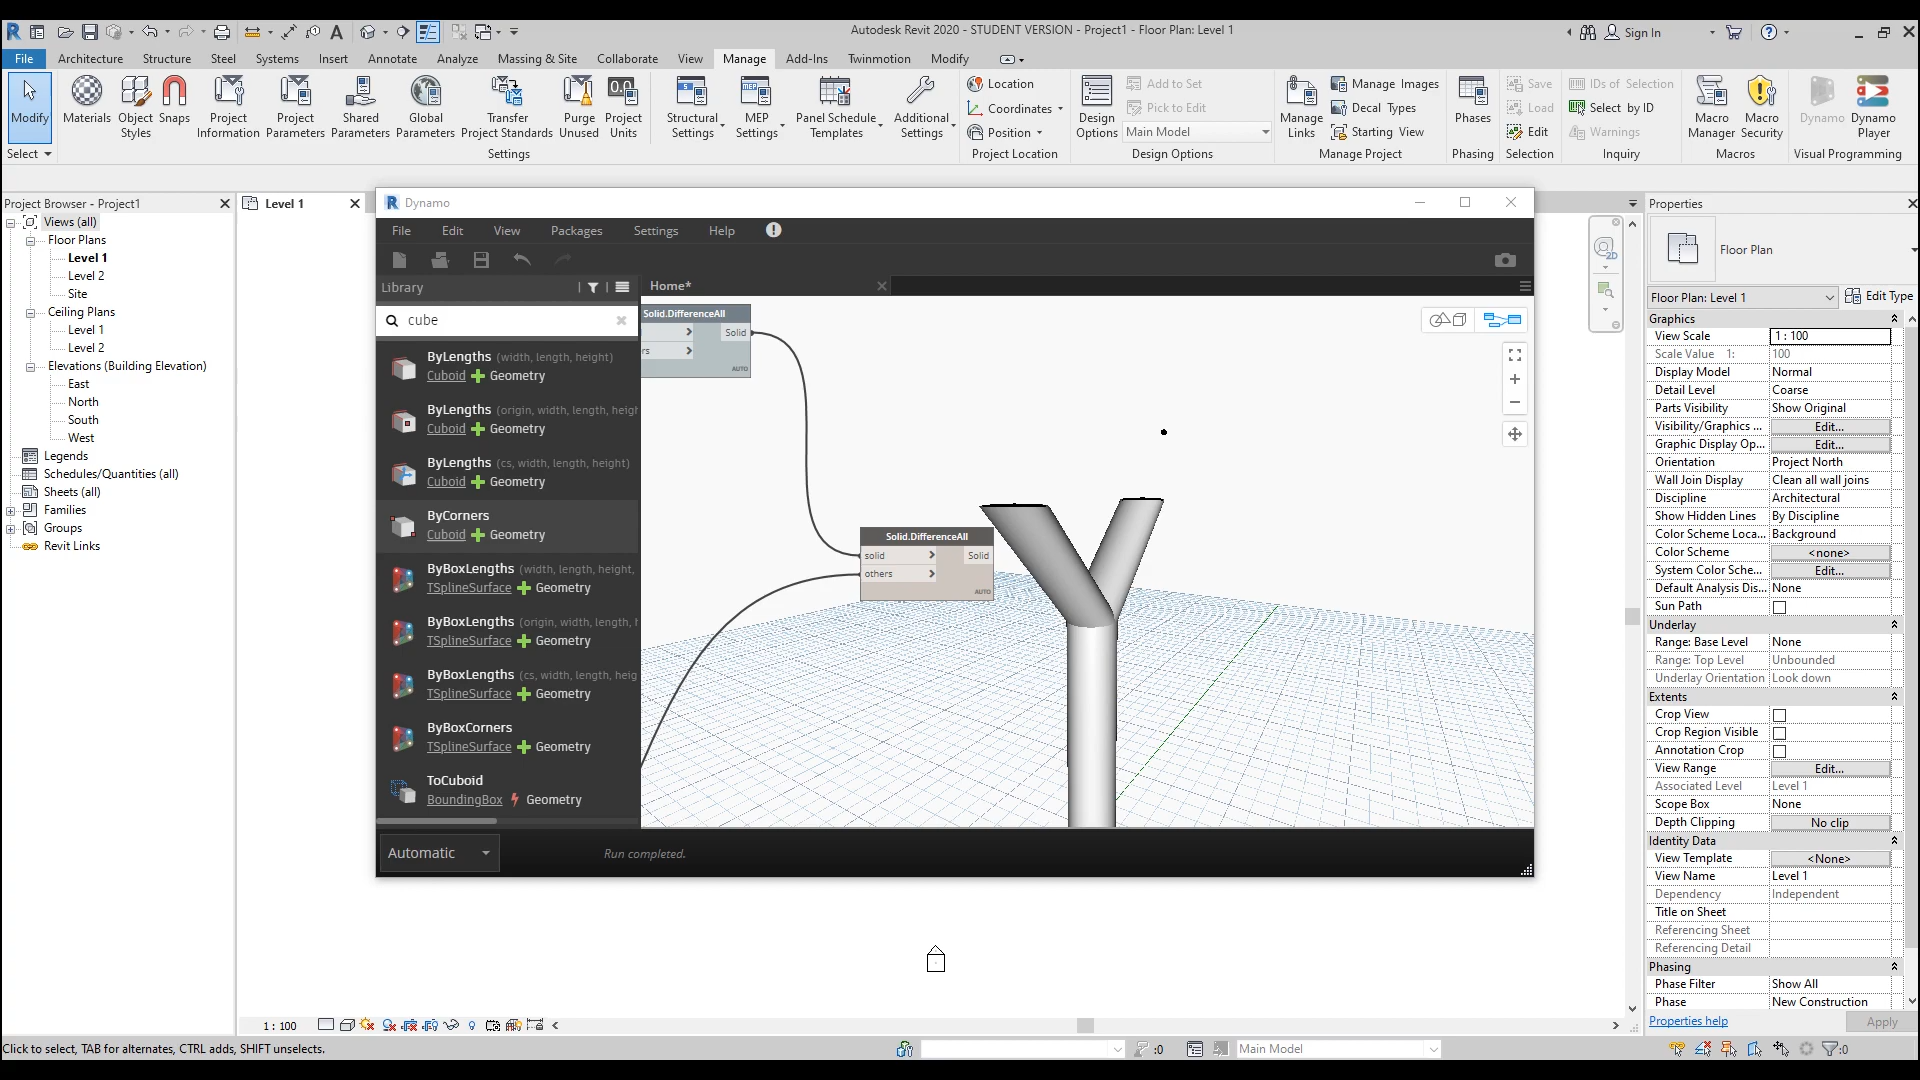 Autodesk Revit 2020 - STUDENT VERSION - Project1 - Floor Plan: Level 1
Sign In
File Architecture Structure Steel Systems Insert Annotate Analyze Massing & Site Collaborate View Manage Add-Ins Twinmotion Modify
Modify
Materials
Object Styles
Snaps
Project Information
Project Parameters
Shared Parameters
Global Parameters
Transfer Project Standards
Purge Unused
Project Units
Structural Settings
MEP Settings
Panel Schedule Templates
Additional Settings
Location
Coordinates
Position
Design Options
Add to Set
Pick to Edit
Main Model
Manage Links
Manage Images
Decal Types
Starting View
Phases
Save
Load
Edit
IDs of Selection
Select by ID
Warnings
Macro Manager
Macro Security
Dynamo
Dynamo Player
Select
Settings
Project Location
Design Options
Manage Project
Phasing
Selection
Inquiry
Macros
Visual Programming
Project Browser - Project1
Views (all)
Floor Plans
Level 1
Level 2
Site
Ceiling Plans
Level 1
Level 2
Elevations (Building Elevation)
East
North
South
West
Legends
Schedules/Quantities (all)
Sheets (all)
Families
Groups
Revit Links
Level 1
Dynamo
File Edit View Packages Settings Help
Library
Home*
cube
ByLengths (width, length, height)
Cuboid Geometry
ByLengths (origin, width, length, heigh
Cuboid Geometry
ByLengths (cs, width, length, height)
Cuboid Geometry
ByCorners
Cuboid Geometry
ByBoxLengths (width, length, height,
TSplineSurface Geometry
ByBoxLengths (origin, width, length, h
TSplineSurface Geometry
ByBoxLengths (cs, width, length, heig
TSplineSurface Geometry
ByBoxCorners
TSplineSurface Geometry
ToCuboid
BoundingBox Geometry
Solid.DifferenceAll
> Solid
rs >
AUTO
Solid.DifferenceAll
solid > Solid
others >
AUTO
Automatic
Run completed.
Properties
Floor Plan
Floor Plan: Level 1 Edit Type
Graphics
View Scale 1 : 100
Scale Value 1: 100
Display Model Normal
Detail Level Coarse
Parts Visibility Show Original
Visibility/Graphics ... Edit...
Graphic Display Op... Edit...
Orientation Project North
Wall Join Display Clean all wall joins
Discipline Architectural
Show Hidden Lines By Discipline
Color Scheme Loca... Background
Color Scheme <none>
System Color Sche... Edit...
Default Analysis Dis... None
Sun Path
Underlay
Range: Base Level None
Range: Top Level Unbounded
Underlay Orientation Look down
Extents
Crop View
Crop Region Visible
Annotation Crop
View Range Edit...
Associated Level Level 1
Scope Box None
Depth Clipping No clip
Identity Data
View Template <None>
View Name Level 1
Dependency Independent
Title on Sheet
Referencing Sheet
Referencing Detail
Phasing
Phase Filter Show All
Phase New Construction
Properties help Apply
1 : 100
Click to select, TAB for alternates, CTRL adds, SHIFT unselects.
:0
Main Model
:0